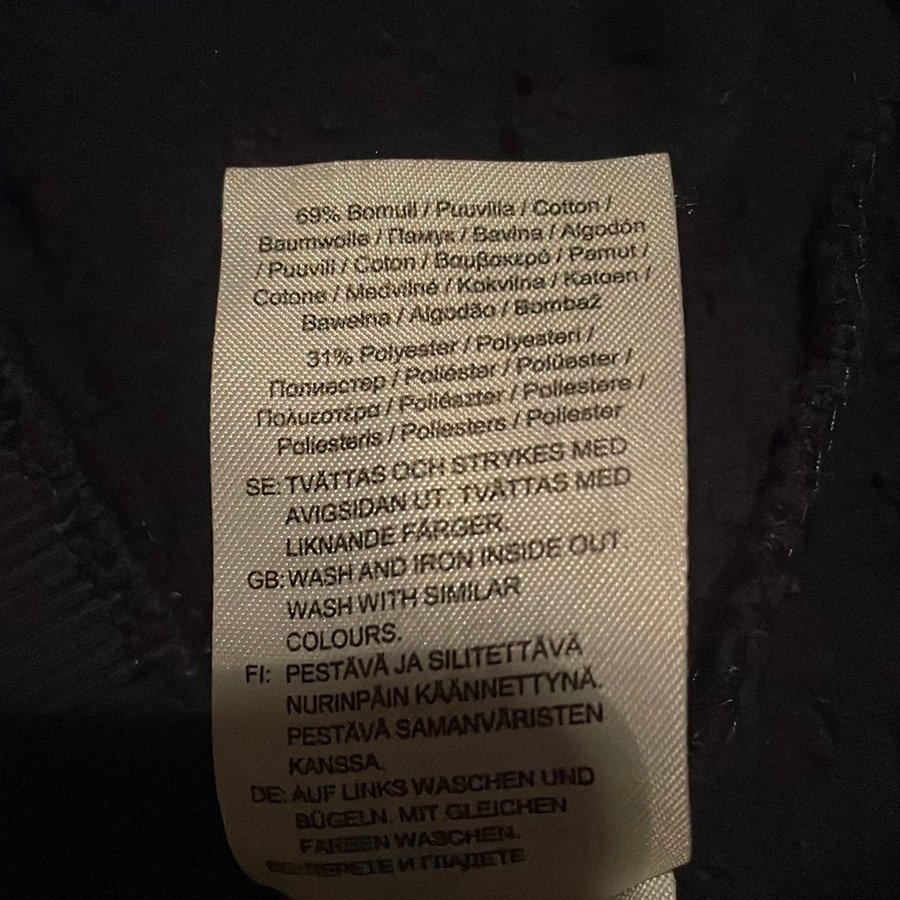 69% Bomull / Puuvilla / Cotton /
Baumwolle / Памук / Bavlna / Algodón
/ Puuvill / Coton / Βαμβακερό / Pamut /
Cotone / Medvilnė / Kokvilna / Katoen /
Bawełna / Algodão / Bombaž
31% Polyester / Polyesteri /
Полиестер / Poliéster / Polüester /
Πολυεστέρα / Poliészter / Poliestere /
Poliesteris / Poliesters / Poliester
SE: TVÄTTAS OCH STRYKES MED
AVIGSIDAN UT. TVÄTTAS MED
LIKNANDE FÄRGER.
GB: WASH AND IRON INSIDE OUT.
WASH WITH SIMILAR
COLOURS.
FI: PESTÄVÄ JA SILITETTÄVÄ
NURINPÄIN KÄÄNNETTYNÄ.
PESTÄVÄ SAMANVÄRISTEN
KANSSA.
DE: AUF LINKS WASCHEN UND
BÜGELN. MIT GLEICHEN
FARBEN WASCHEN.
BG: ПЕРЕТЕ И ГЛАДЕТЕ